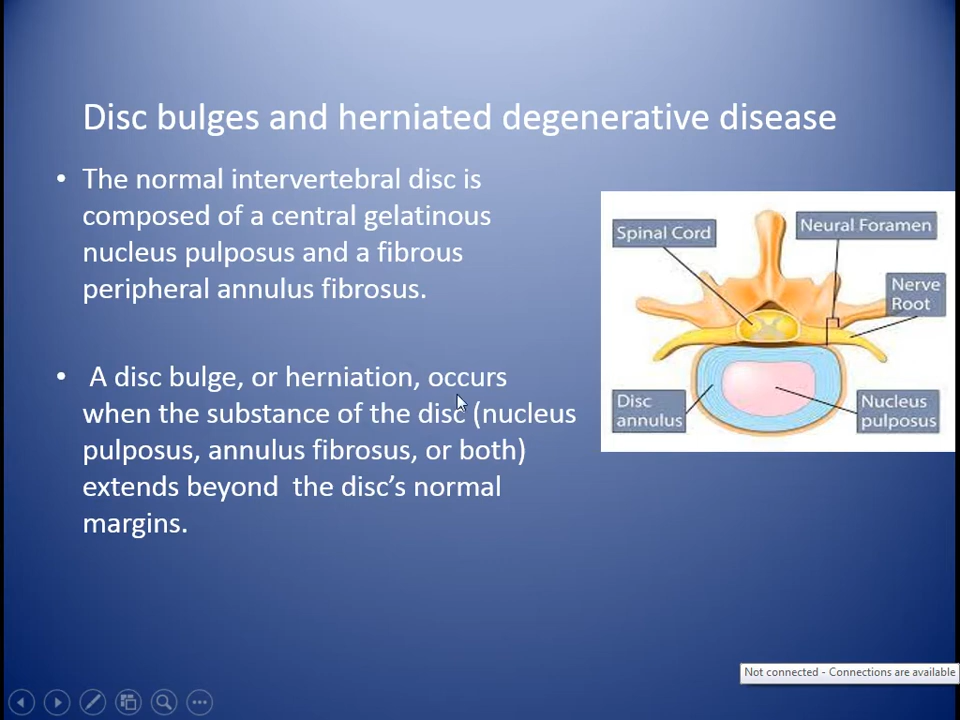 Disc bulges and herniated degenerative disease
• The normal intervertebral disc is
composed of a central gelatinous
nucleus pulposus and a fibrous
peripheral annulus fibrosus.
• A disc bulge, or herniation, occurs
when the substance of the disc (nucleus
pulposus, annulus fibrosus, or both)
extends beyond the disc’s normal
margins.
Spinal Cord
Neural Foramen
Nerve
Root
Disc
annulus
Nucleus
pulposus
Not connected - Connections are available